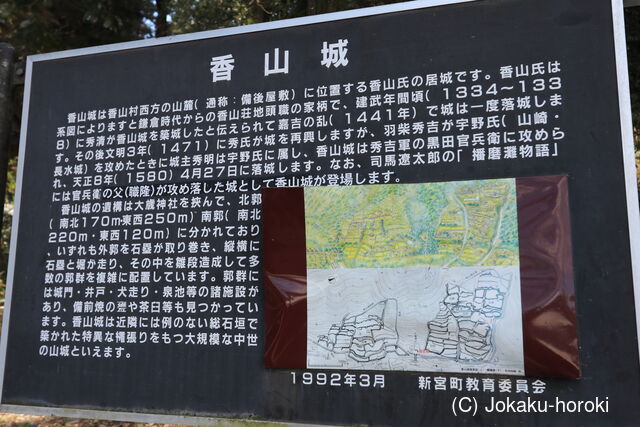 香山城
香山城は香山村西方の山麓(通称:備後屋敷)に位置する香山氏の居城です。香山氏は
系図によりますと鎌倉時代からの香山荘地頭職の家柄で、建武年間頃(1334～133
8)に秀清が香山城を築城したと伝えられて嘉吉の乱(1441年)で城は一度落城しま
す。その後文明3年(1471)に秀氏が城を再興しますが、羽柴秀吉が宇野氏(山崎・
長水城)を攻めたときに城主秀明は宇野氏に属し、香山城は秀吉軍の黒田官兵衛に攻めら
れ、天正8年(1580)4月27日に落城します。なお、司馬遼太郎の「播磨灘物語」
には官兵衛の父(職隆)が攻め落した城として香山城が登場します。
香山城の遺構は大歳神社を挟んで、北郭
(南北170m・東西250m)南郭(南北
220m・東西120m)に分かれており
、いずれも外郭を石塁が取り巻き、縦横に
石塁と堀が走り、その中を雛段造成して多
数の郭群を複雑に配置しています。郭群に
は城門・井戸・犬走り・泉池等の諸施設が
あり、備前焼の甕や茶臼等も見つかってい
ます。香山城は近隣には例のない総石垣で
築かれた特異な縄張りをもつ大規模な中世
の山城といえます。
1992年3月 新宮町教育委員会
(C) Jokaku-horoki